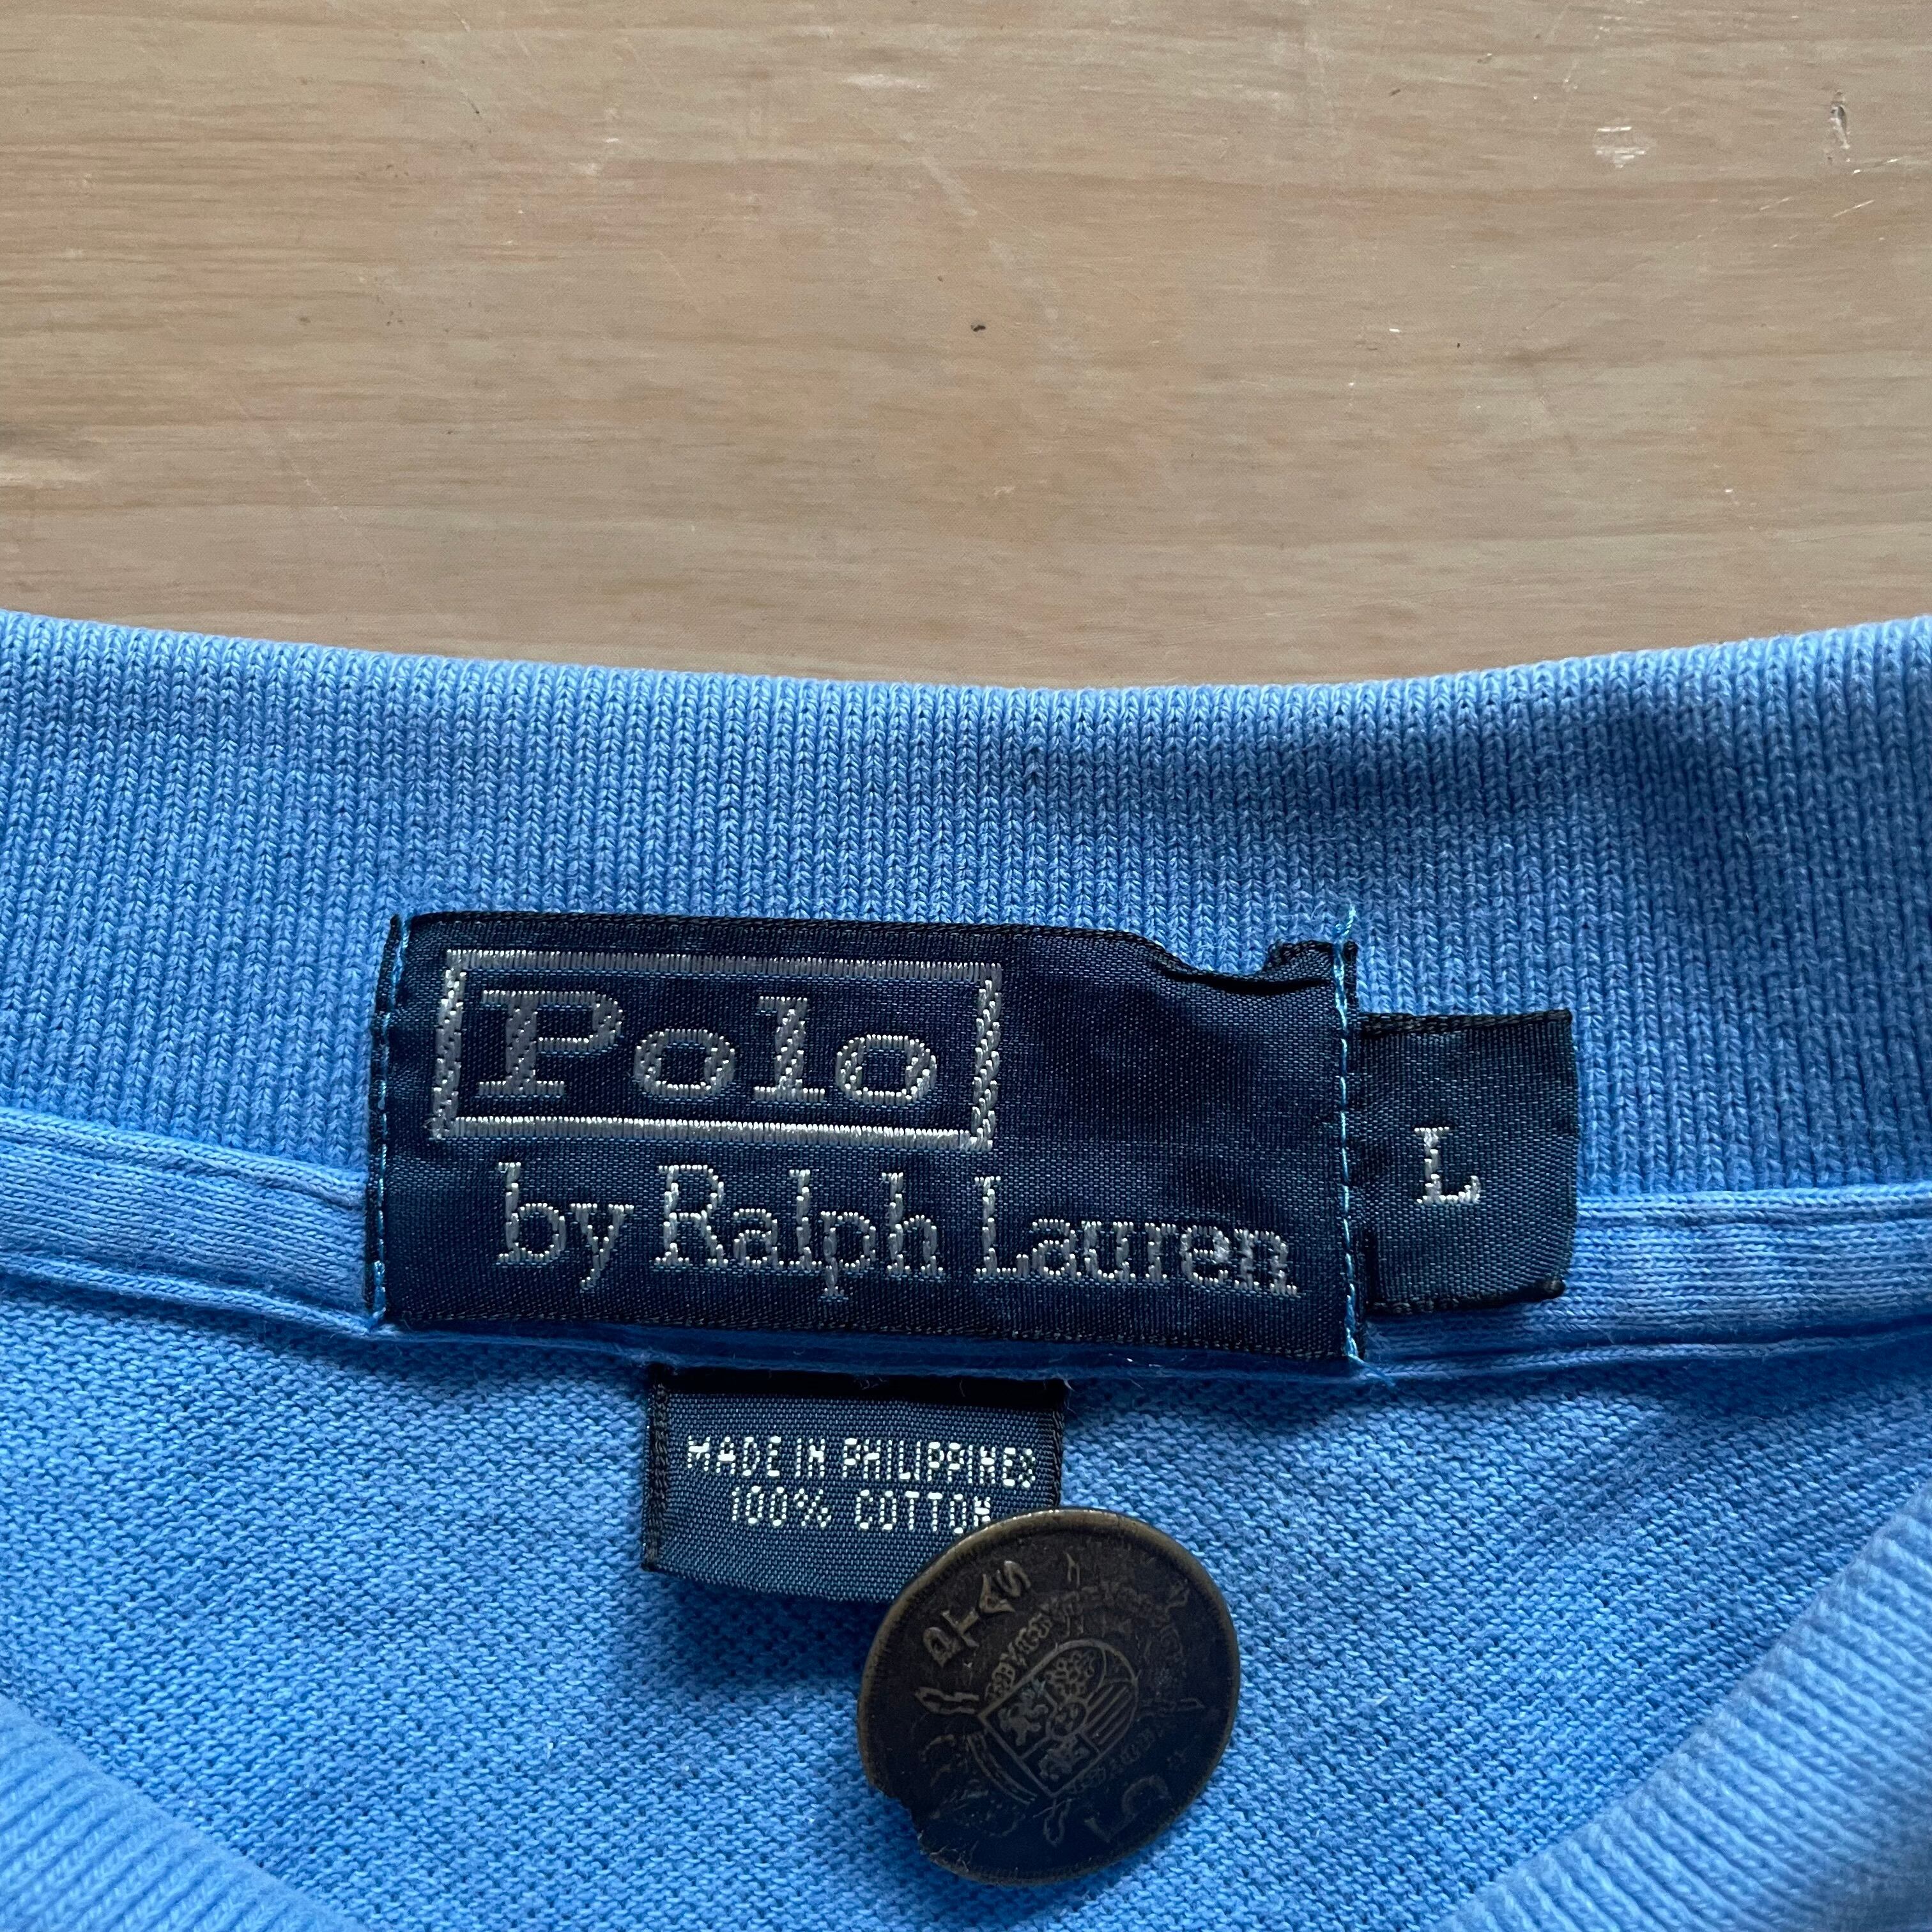 Polo
by Ralph Lauren
L
MADE IN PHILIPPINES
100% COTTON